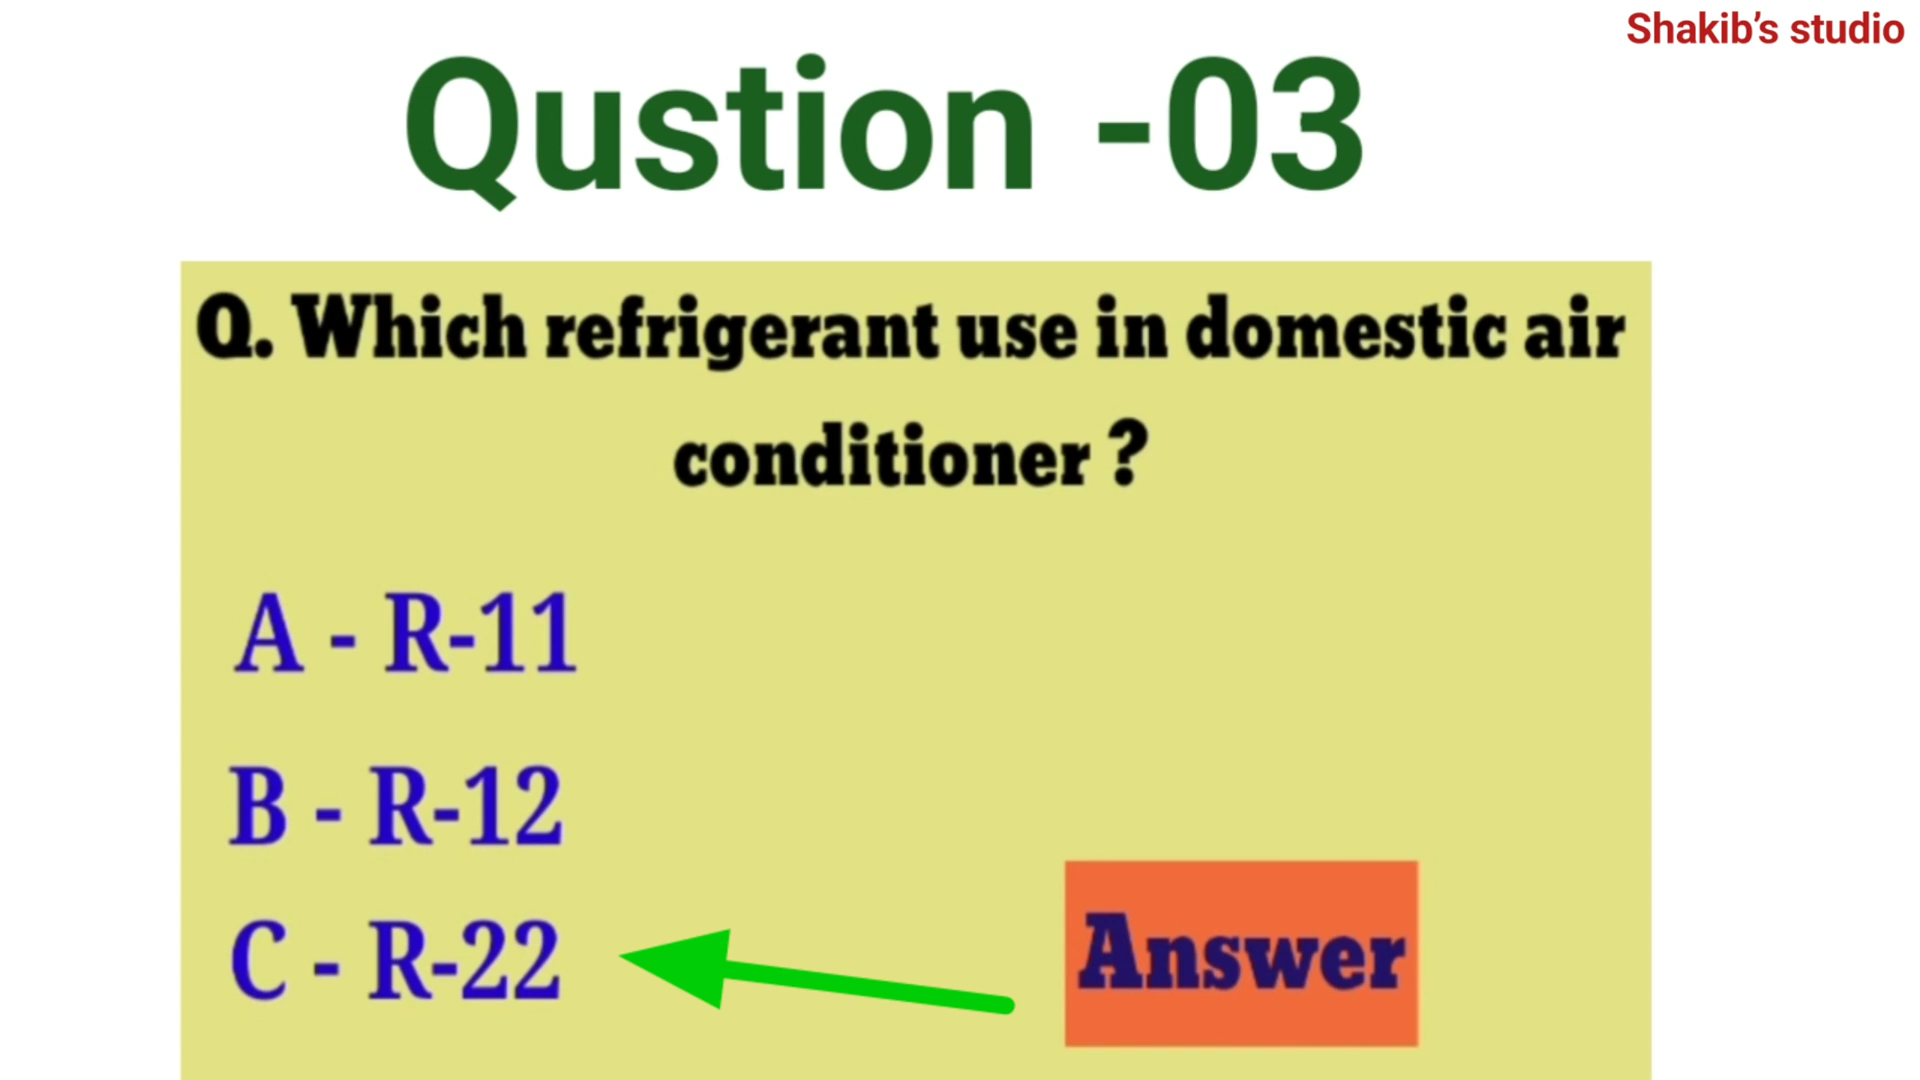 Shakib's studio
Qustion -03
Q. Which refrigerant use in domestic air
conditioner ?
A - R-11
B - R-12
C - R-22
Answer